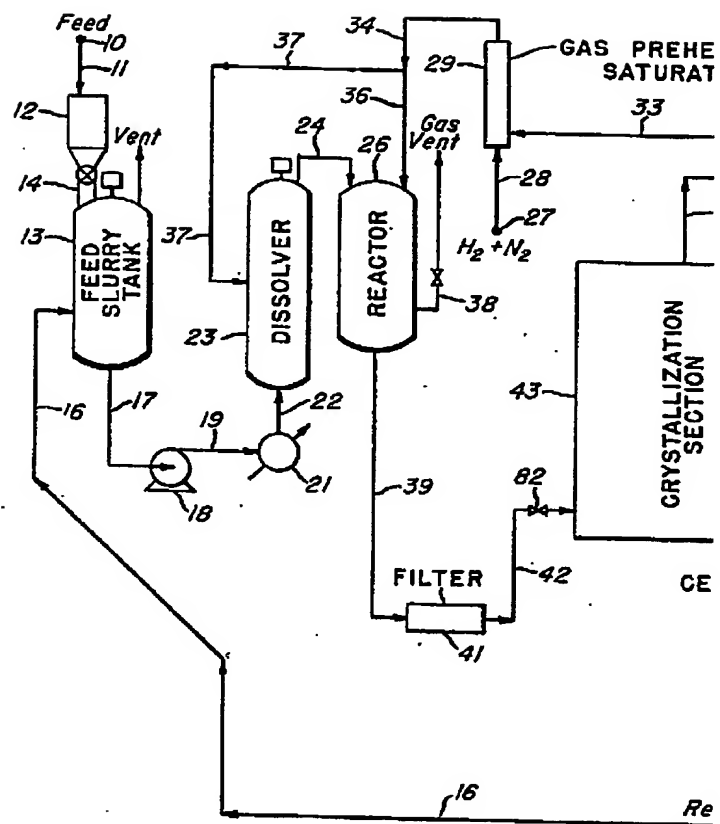 Feed
10
11
12
Vent
14
13
FEED
SLURRY
TANK
16
17
18
19
21
22
23
DISSOLVER
24
37
37
34
36
26
REACTOR
Gas
Vent
38
29
GAS PREHE
SATURAT
33
28
27
H₂ + N₂
43
CRYSTALLIZATION
SECTION
82
39
42
FILTER
41
CE
16
Re